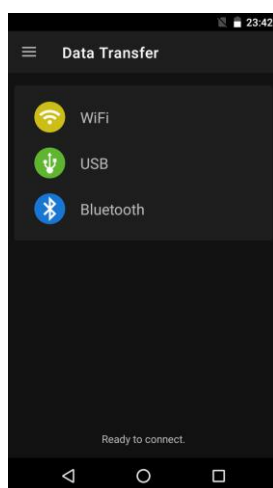 23:42
Data Transfer
WiFi
USB
Bluetooth
Ready to connect.